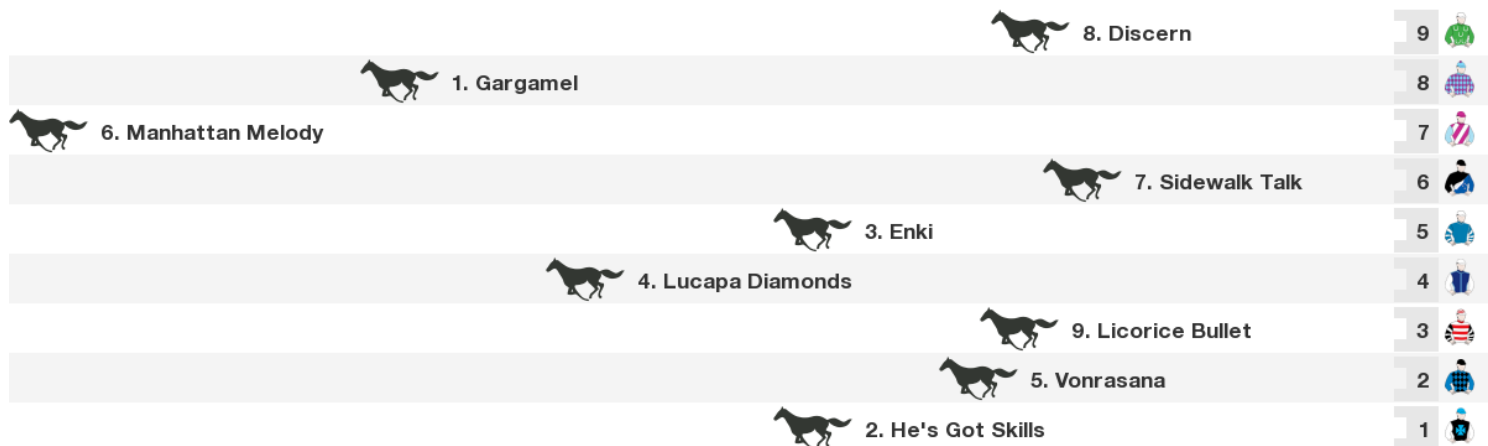 8. Discern 9
1. Gargamel 8
6. Manhattan Melody 7
7. Sidewalk Talk 6
3. Enki 5
4. Lucapa Diamonds 4
9. Licorice Bullet 3
5. Vonrasana 2
2. He's Got Skills 1